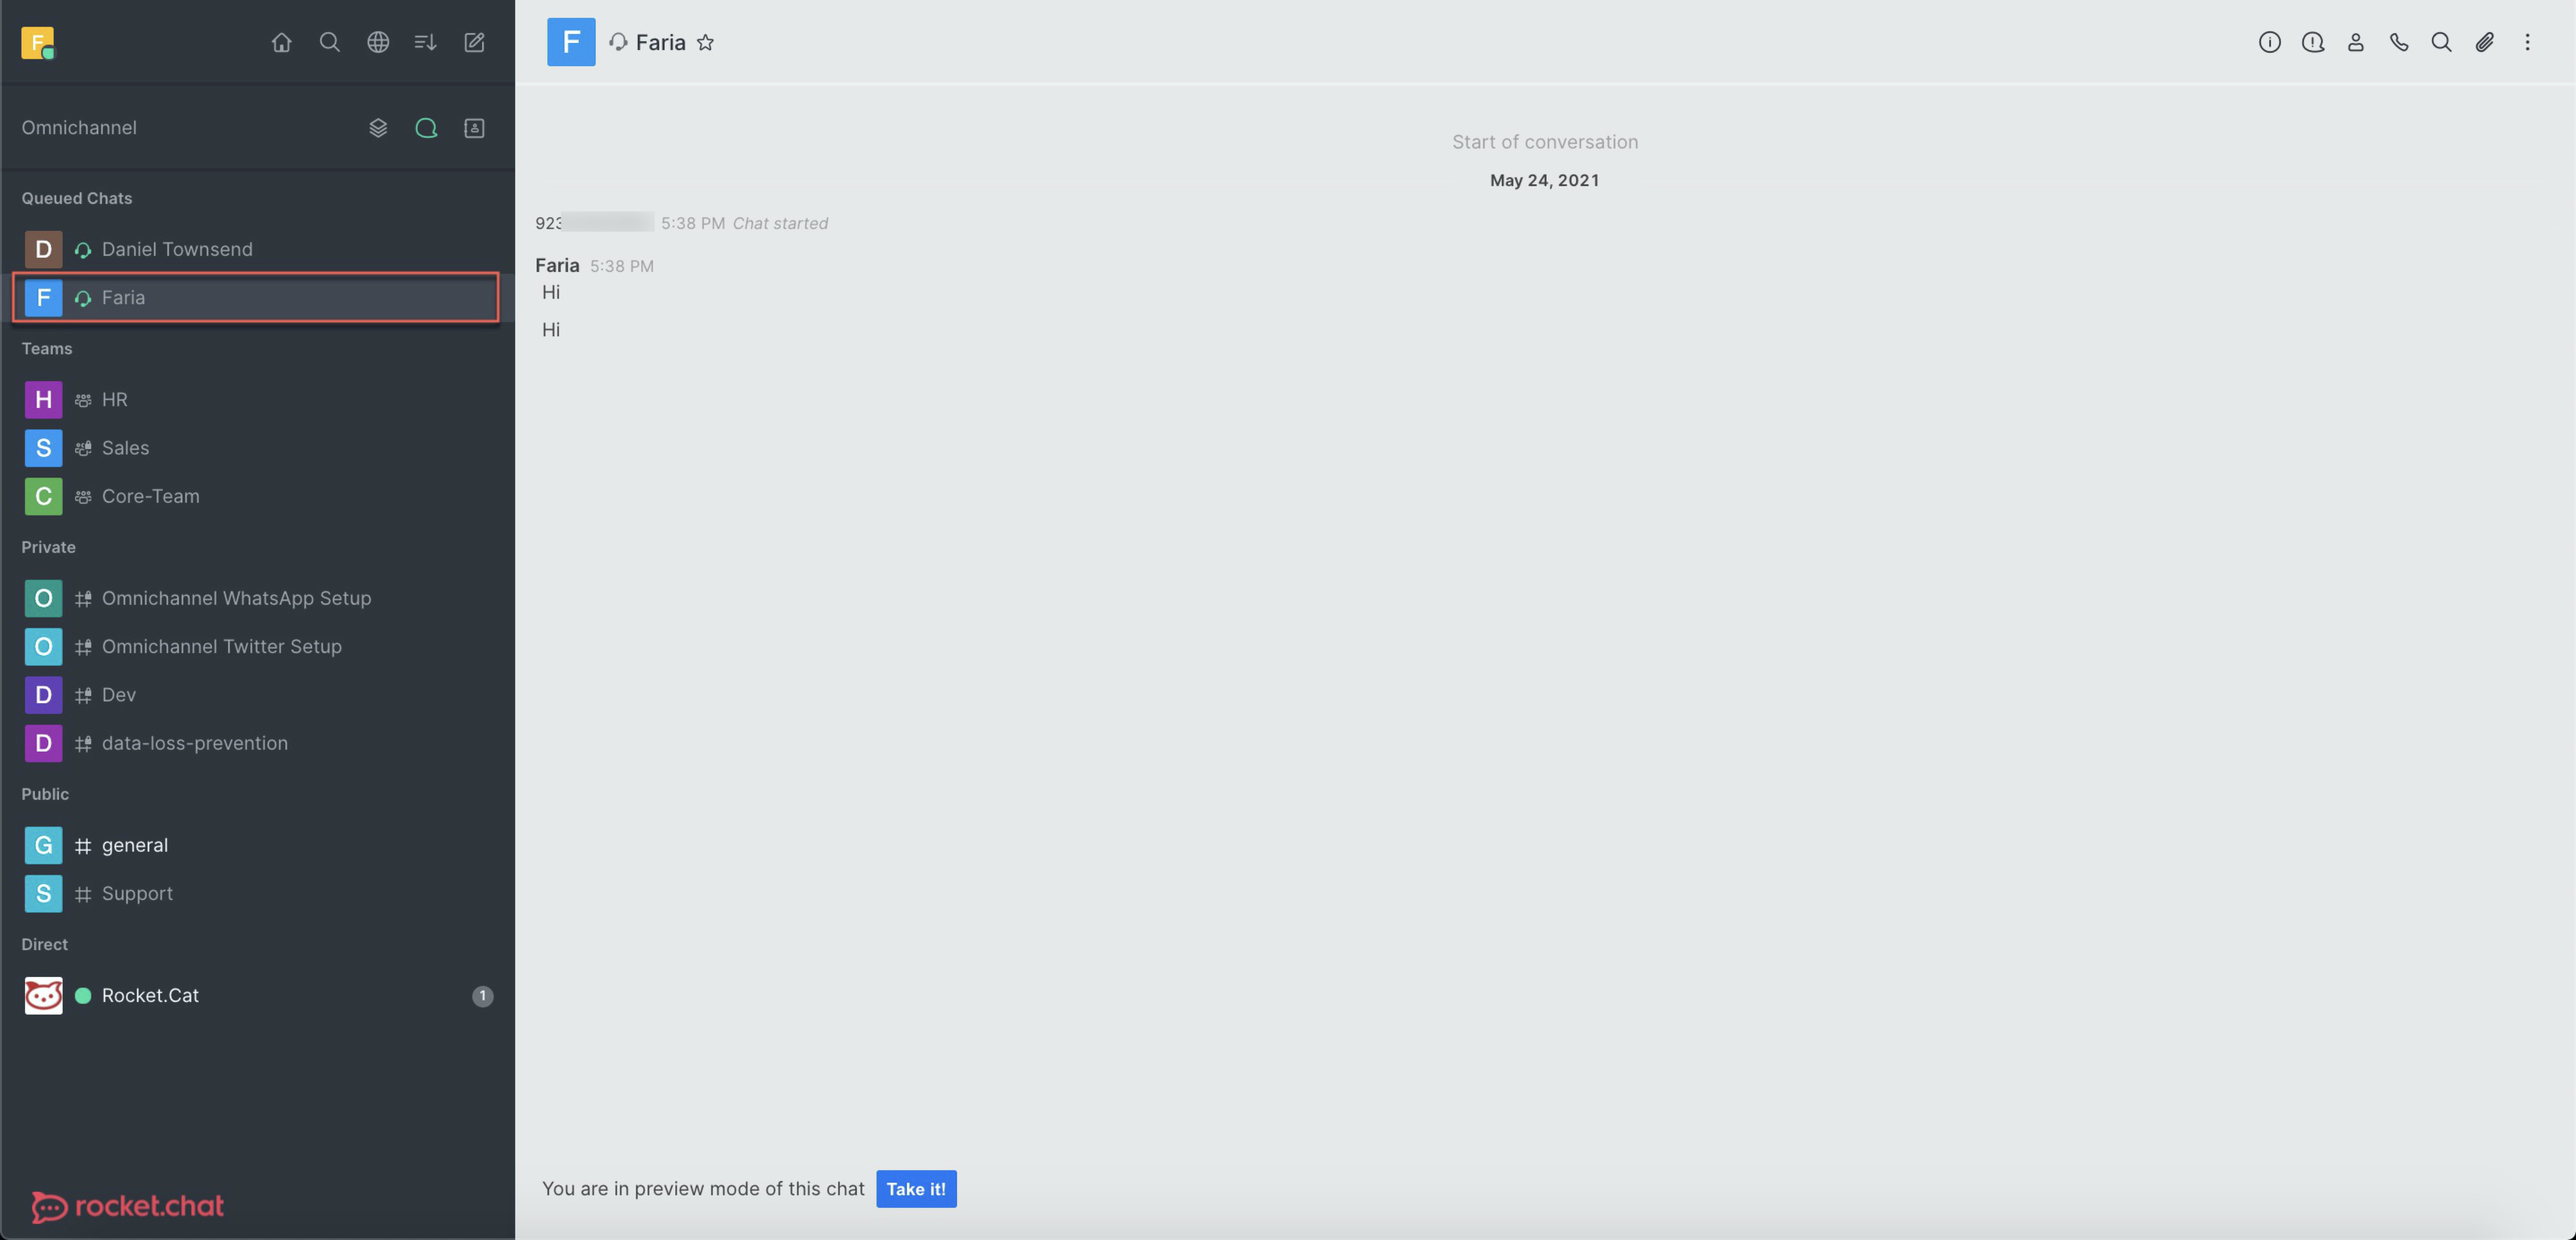 F
Omnichannel
Queued Chats
D Daniel Townsend
F Faria
Teams
H HR
S Sales
C Core-Team
Private
O Omnichannel WhatsApp Setup
O Omnichannel Twitter Setup
D Dev
D data-loss-prevention
Public
G general
S Support
Direct
Rocket.Cat 1
rocket.chat
F Faria
Start of conversation
May 24, 2021
923 5:38 PM Chat started
Faria 5:38 PM
Hi
Hi
You are in preview mode of this chat Take it!